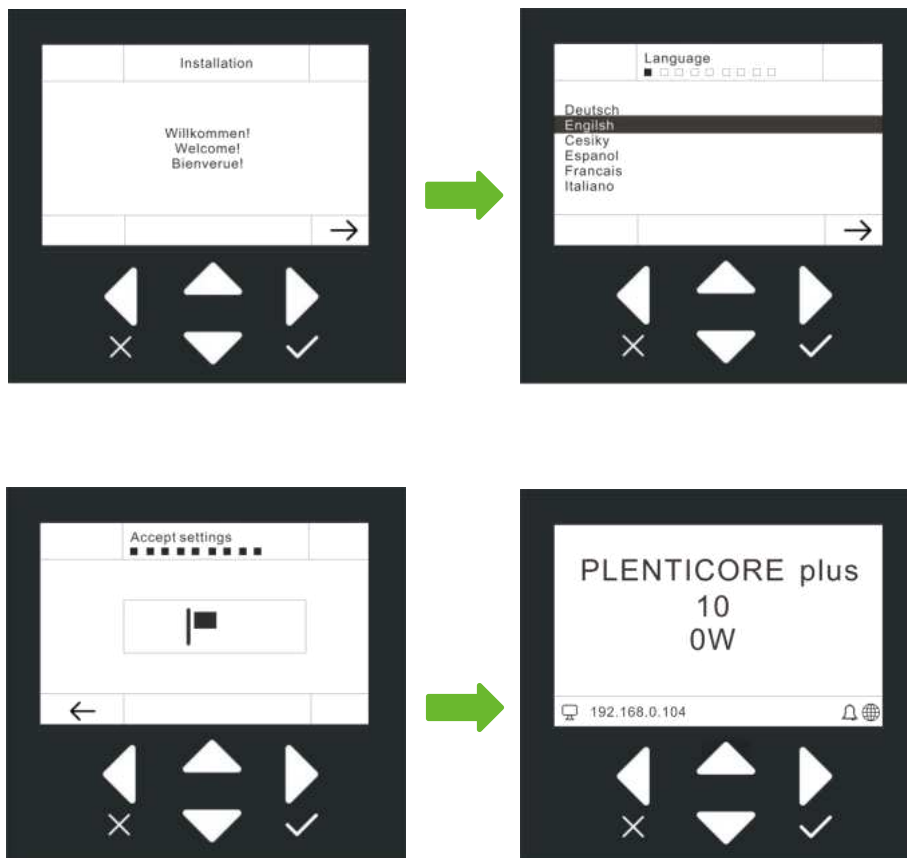 Installation
Willkommen!
Welcome!
Bienverue!
Language
Deutsch
Engilsh
Cesiky
Espanol
Francais
Italiano
Accept settings
PLENTICORE plus
10
0W
192.168.0.104